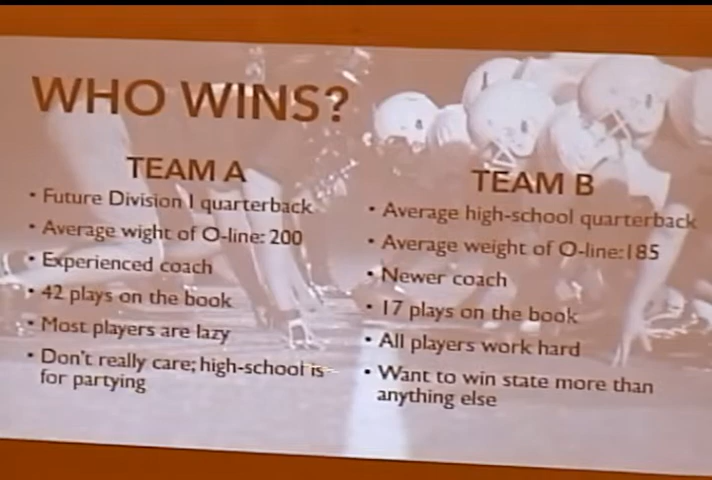 WHO WINS?
TEAM A
• Future Division I quarterback
• Average wight of O-line: 200
• Experienced coach
• 42 plays on the book
• Most players are lazy
• Don't really care; high-school is
for partying
TEAM B
• Average high-school quarterback
• Average weight of O-line:185
• Newer coach
• 17 plays on the book
• All players work hard
• Want to win state more than
anything else